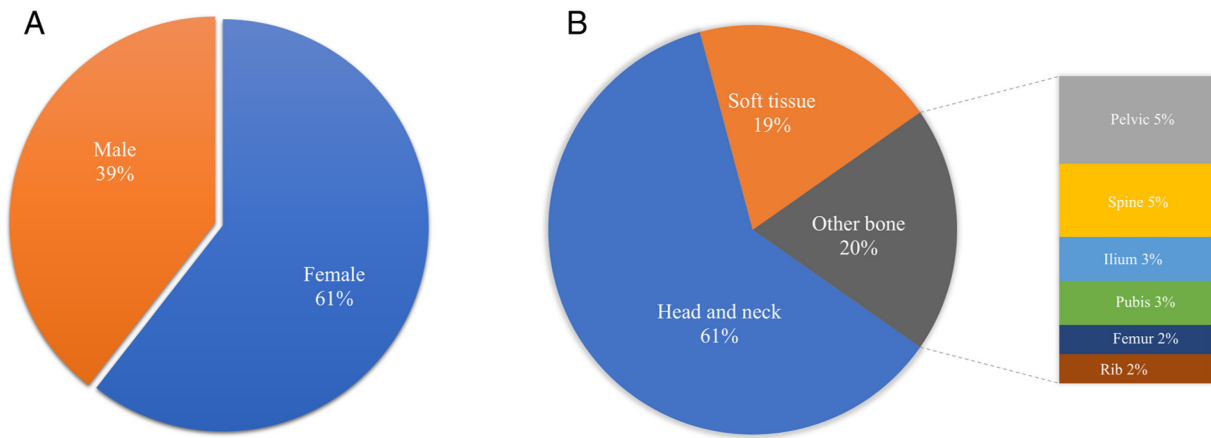 A
Male
39%
Female
61%
B
Soft tissue
19%
Other bone
20%
Head and neck
61%
Pelvic 5%
Spine 5%
Ilium 3%
Pubis 3%
Femur 2%
Rib 2%